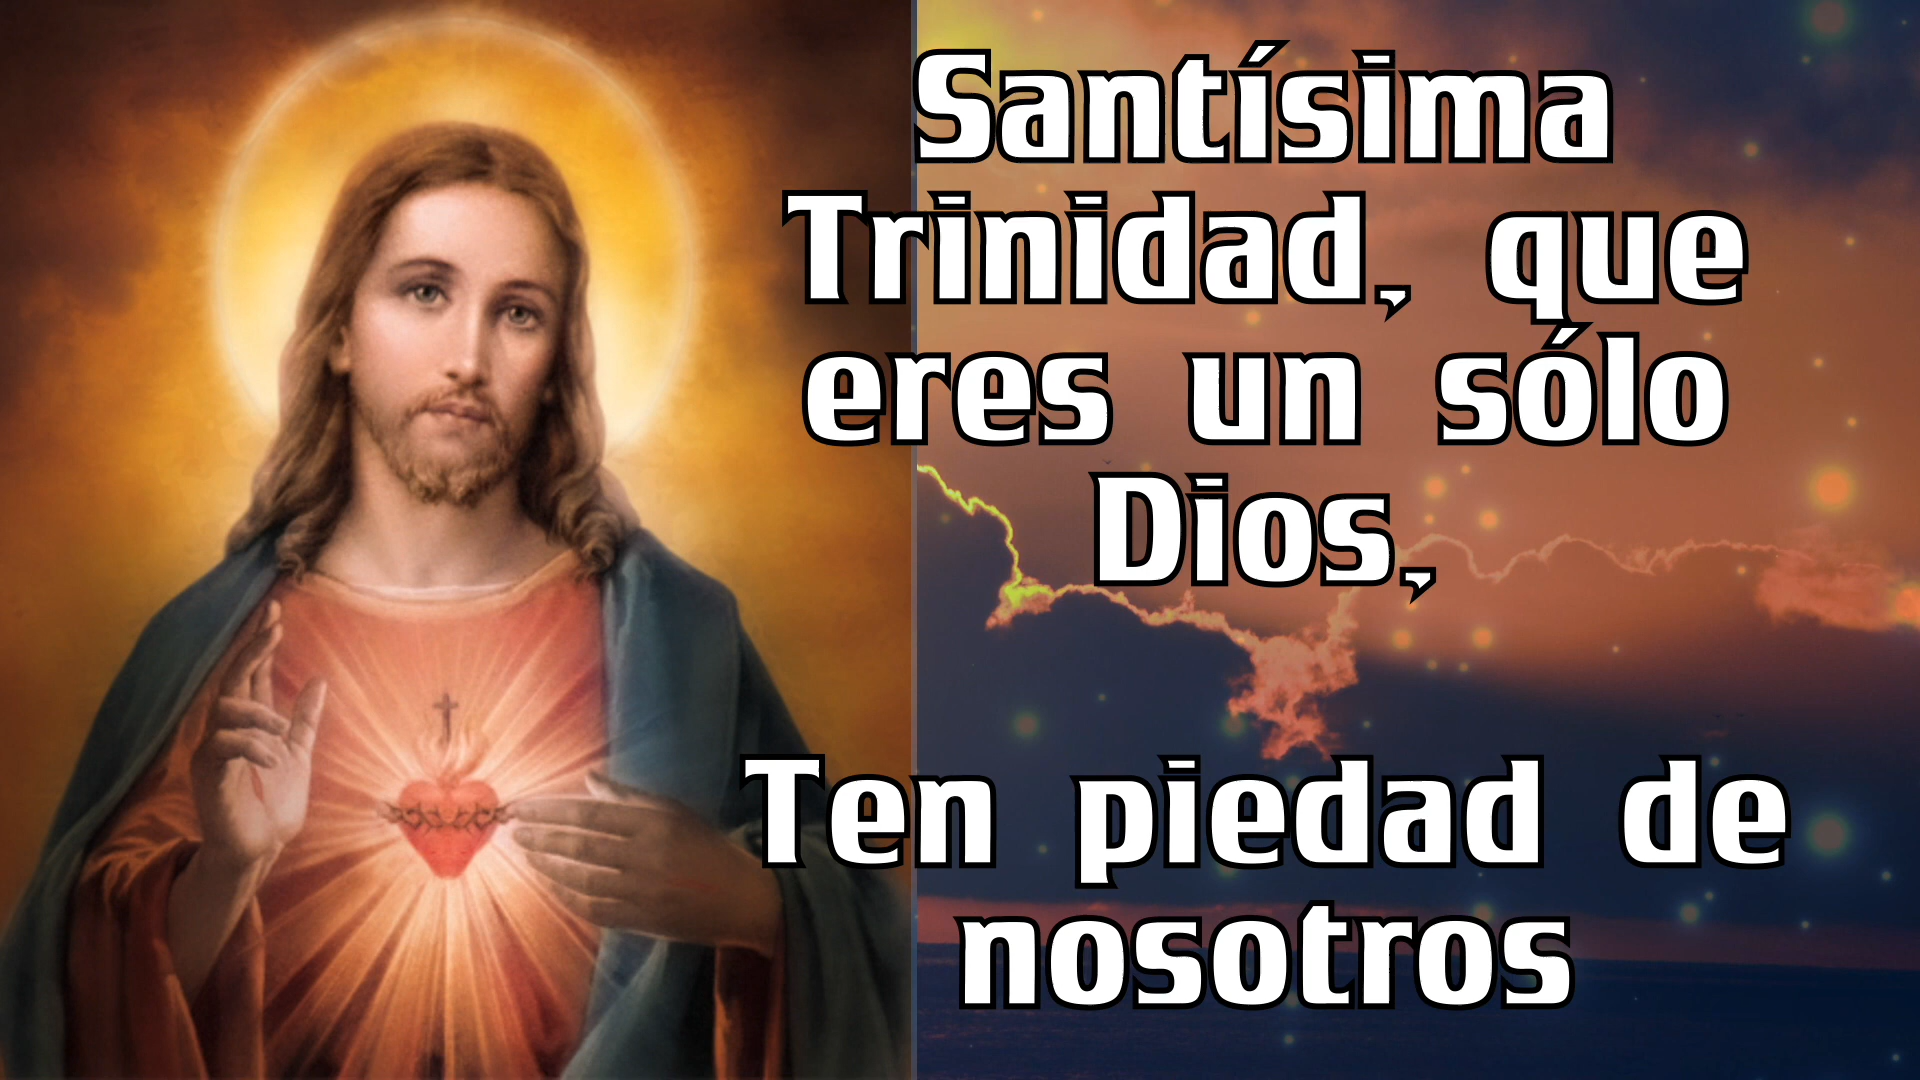 Santísima
Trinidad, que
eres un sólo
Dios,
Ten piedad de
nosotros